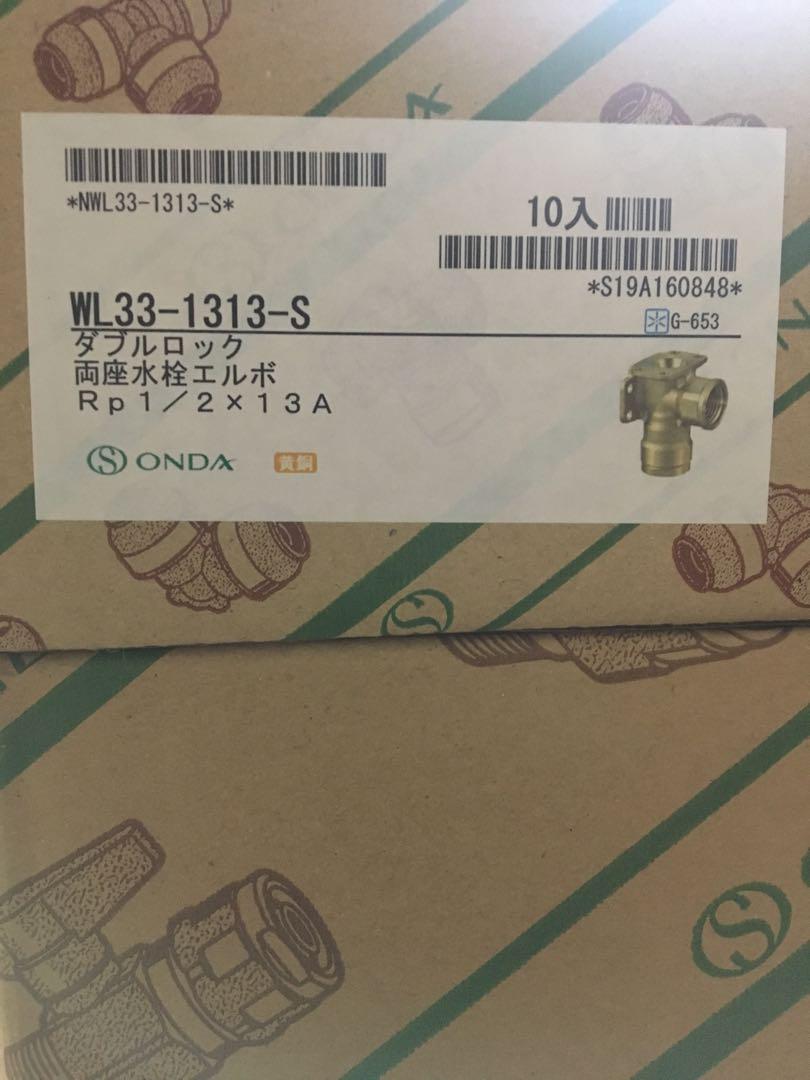 *NWL33-1313-S*
10入
*S19A160848*
WL33-1313-S
G-653
ダブルロック
両座水栓エルボ
Rp1/2×13A
ONDA
黄銅